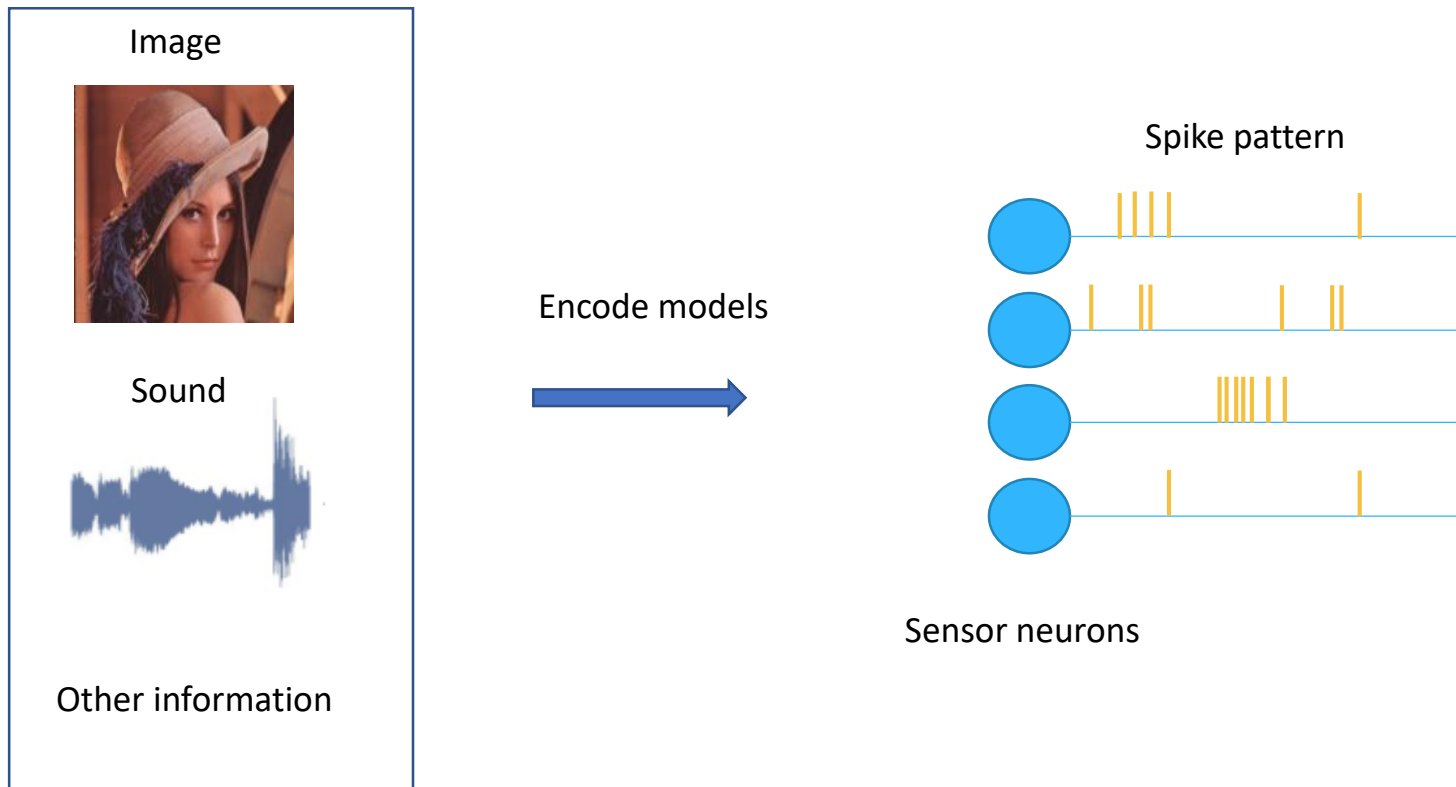 Image
Sound
Other information
Encode models
Spike pattern
Sensor neurons